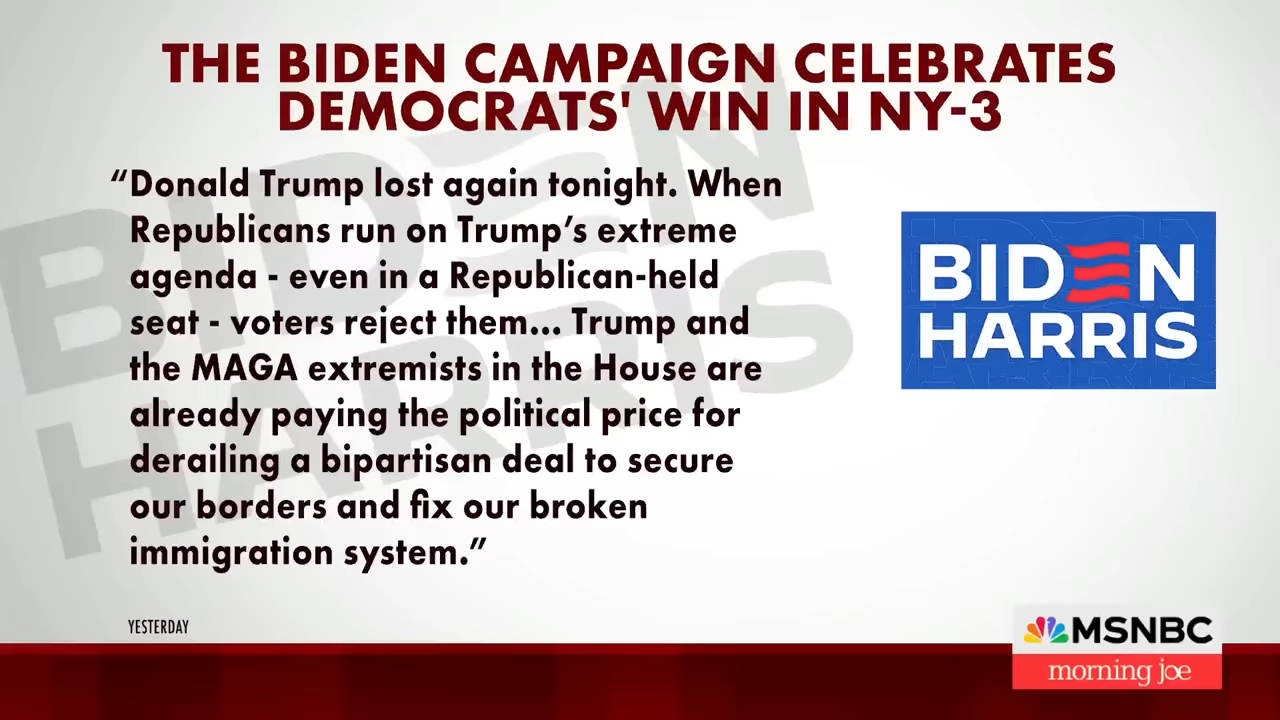 THE BIDEN CAMPAIGN CELEBRATES
DEMOCRATS' WIN IN NY-3
“Donald Trump lost again tonight. When
Republicans run on Trump’s extreme
agenda - even in a Republican-held
seat - voters reject them... Trump and
the MAGA extremists in the House are
already paying the political price for
derailing a bipartisan deal to secure
our borders and fix our broken
immigration system.”
BIDEN
HARRIS
BIDEN
HARRIS
YESTERDAY
MSNBC
morning joe